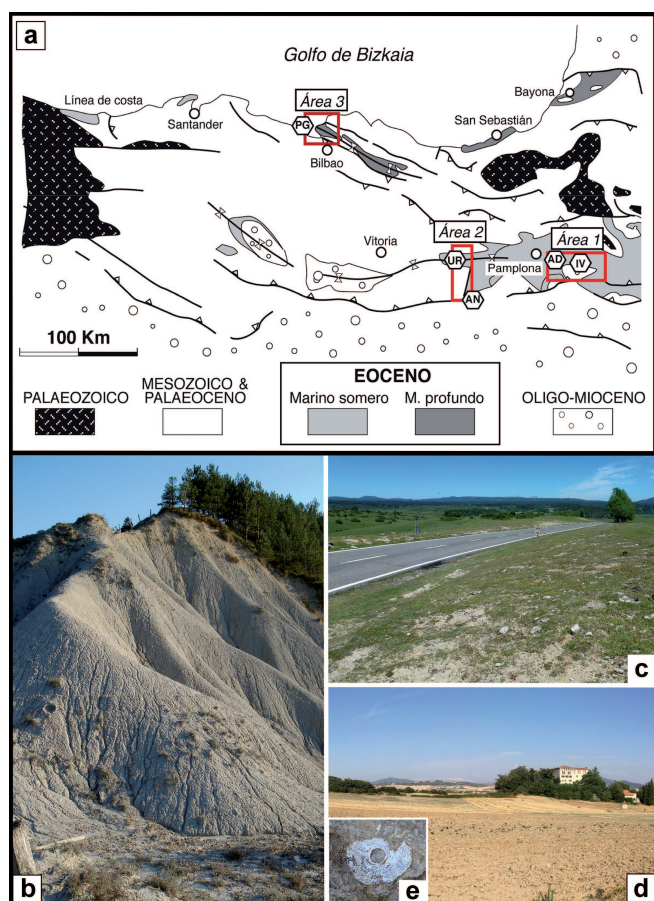 a
Golfo de Bizkaia
Línea de costa
Santander
Área 3
PG
Bilbao
San Sebastián
Bayona
Vitoria
Área 2
UR
AN
Pamplona
Área 1
AD
IV
100 Km
PALAEOZOICO
MESOZOICO &
PALAEOCENO
EOCENO
Marino somero
M. profundo
OLIGO-MIOCENO
b
c
d
e